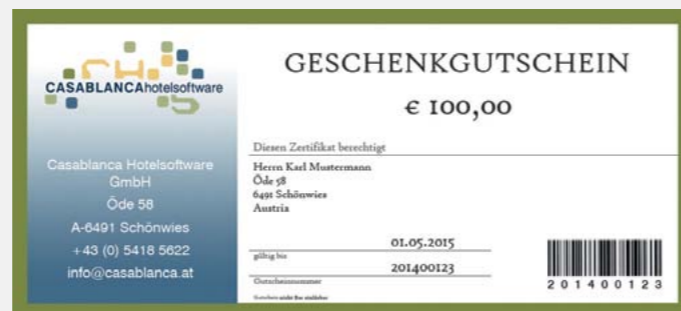 CASABLANCAhotelsoftware
Casablanca Hotelsoftware
GmbH
Öde 58
A-6491 Schönwies
+43 (0) 5418 5622
info@casablanca.at
GESCHENKGUTSCHEIN
€ 100,00
Diesen Zertifikat berechtigt
Herrn Karl Mustermann
Öde 58
6491 Schönwies
Austria
01.05.2015
gültig bis
201400123
Gutscheinnummer
nicht
201400123